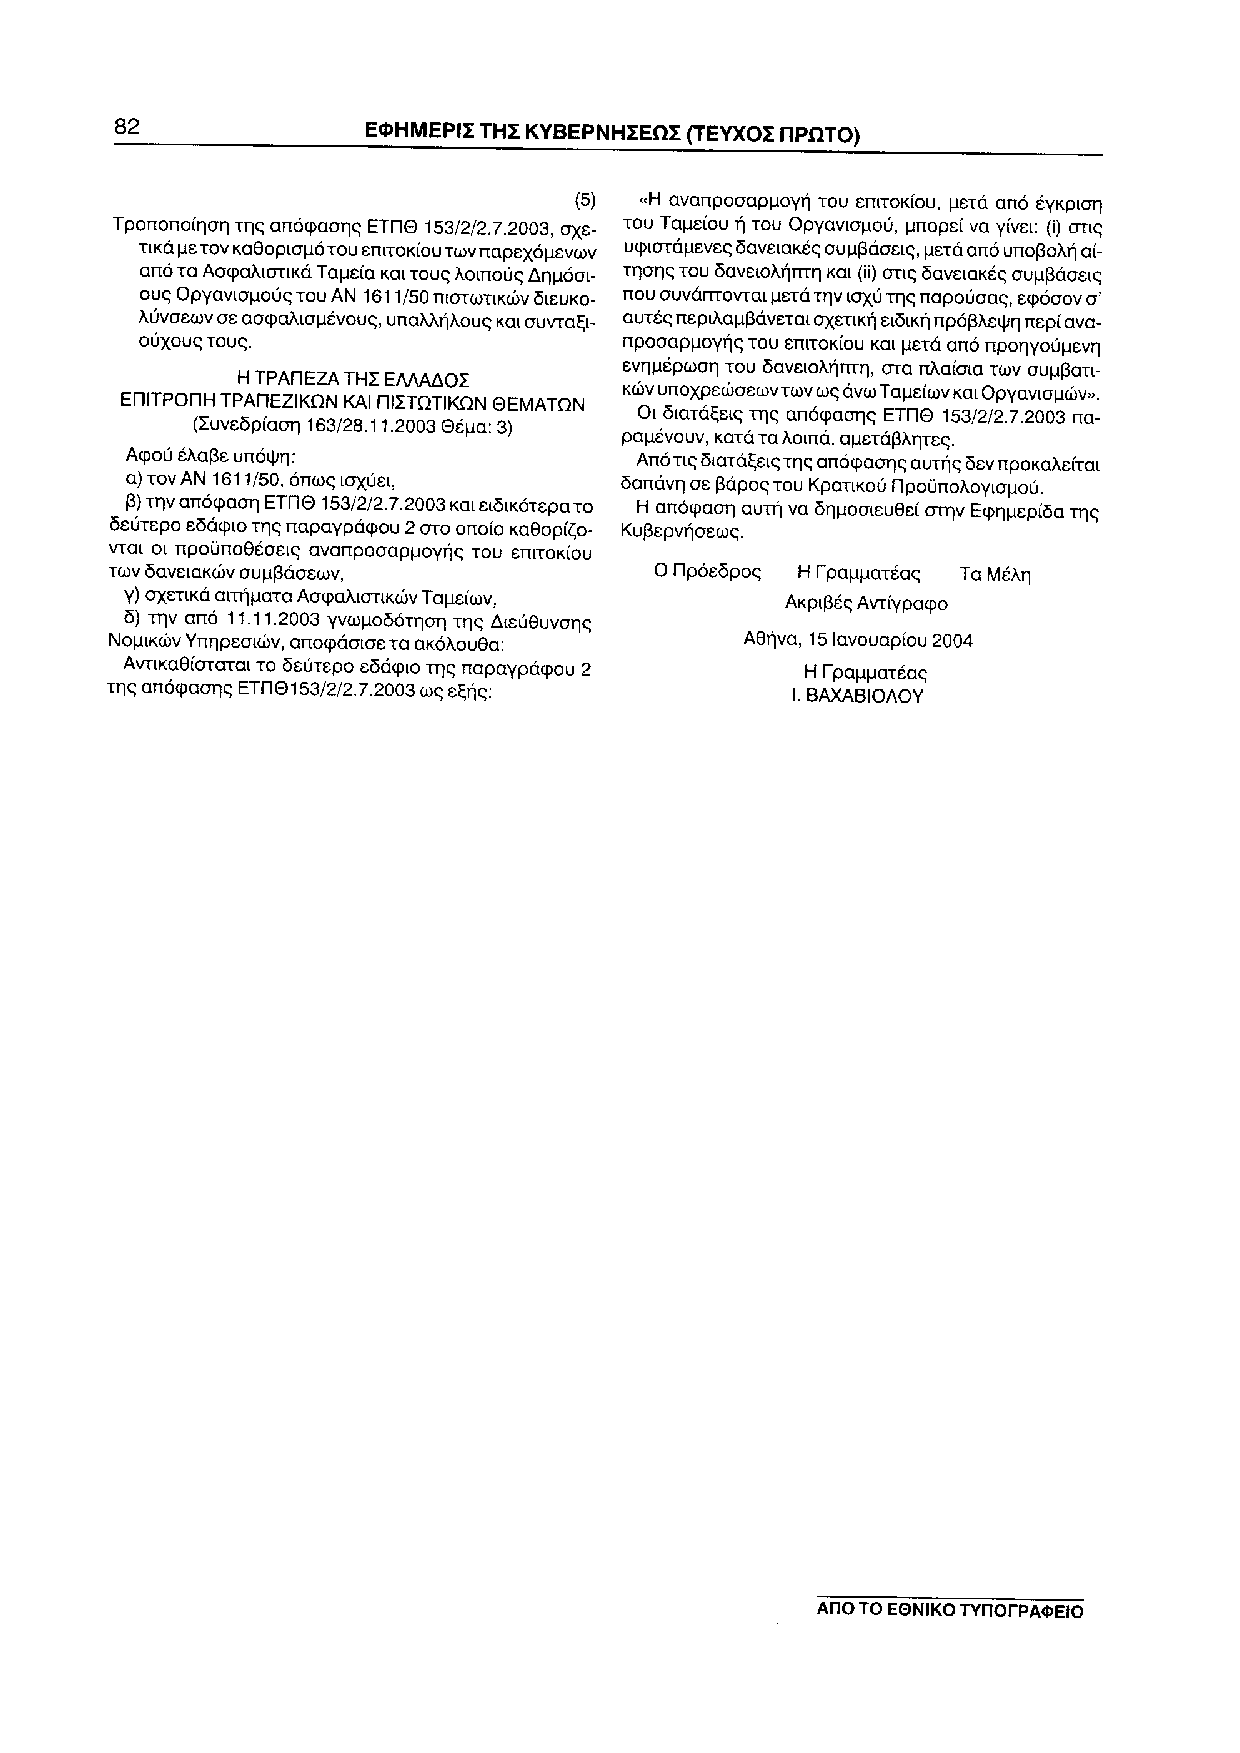 82
ΕΦΗΜΕΡΙΣ ΤΗΣ ΚΥΒΕΡΝΗΣΕΩΣ (ΤΕΥΧΟΣ ΠΡΩΤΟ)
(5)
Τροποποίηση της απόφασης ΕΤΠΘ 153/2/2.7.2003, σχε-
τικά με τον καθορισμό του επιτοκίου των παρεχόμενων
από τα Ασφαλιστικά Ταμεία και τους λοιπούς Δημόσι-
ους Οργανισμούς του ΑΝ 1611/50 πιστωτικών διευκο-
λύνσεων σε ασφαλισμένους, υπαλλήλους και συνταξι-
ούχους τους.
Η ΤΡΑΠΕΖΑ ΤΗΣ ΕΛΛΑΔΟΣ
ΕΠΙΤΡΟΠΗ ΤΡΑΠΕΖΙΚΩΝ ΚΑΙ ΠΙΣΤΩΤΙΚΩΝ ΘΕΜΑΤΩΝ
(Συνεδρίαση 163/28.11.2003 Θέμα: 3)
Αφού έλαβε υπόψη:
α) τον ΑΝ 1611/50, όπως ισχύει,
β) την απόφαση ΕΤΠΘ 153/2/2.7.2003 και ειδικότερα το
δεύτερο εδάφιο της παραγράφου 2 στο οποίο καθορίζο-
νται οι προϋποθέσεις αναπροσαρμογής του επιτοκίου
των δανειακών συμβάσεων,
γ) σχετικά αιτήματα Ασφαλιστικών Ταμείων,
δ) την από 11.11.2003 γνωμοδότηση της Διεύθυνσης
Νομικών Υπηρεσιών, αποφάσισε τα ακόλουθα:
Αντικαθίσταται το δεύτερο εδάφιο της παραγράφου 2
της απόφασης ΕΤΠΘ153/2/2.7.2003 ως εξής:
«Η αναπροσαρμογή του επιτοκίου, μετά από έγκριση
του Ταμείου ή του Οργανισμού, μπορεί να γίνει: (i) στις
υφιστάμενες δανειακές συμβάσεις, μετά από υποβολή αί-
τησης του δανειολήπτη και (ii) στις δανειακές συμβάσεις
που συνάπτονται μετά την ισχύ της παρούσας, εφόσον σ'
αυτές περιλαμβάνεται σχετική ειδική πρόβλεψη περί ανα-
προσαρμογής του επιτοκίου και μετά από προηγούμενη
ενημέρωση του δανειολήπτη, στα πλαίσια των συμβατι-
κών υποχρεώσεων των ως άνω Ταμείων και Οργανισμών».
Οι διατάξεις της απόφασης ΕΤΠΘ 153/2/2.7.2003 πα-
ραμένουν, κατά τα λοιπά, αμετάβλητες.
Από τις διατάξεις της απόφασης αυτής δεν προκαλείται
δαπάνη σε βάρος του Κρατικού Προϋπολογισμού.
Η απόφαση αυτή να δημοσιευθεί στην Εφημερίδα της
Κυβερνήσεως.
Ο Πρόεδρος Η Γραμματέας Τα Μέλη
Ακριβές Αντίγραφο
Αθήνα, 15 Ιανουαρίου 2004
Η Γραμματέας
Ι. ΒΑΧΑΒΙΟΛΟΥ
ΑΠΟ ΤΟ ΕΘΝΙΚΟ ΤΥΠΟΓΡΑΦΕΙΟ